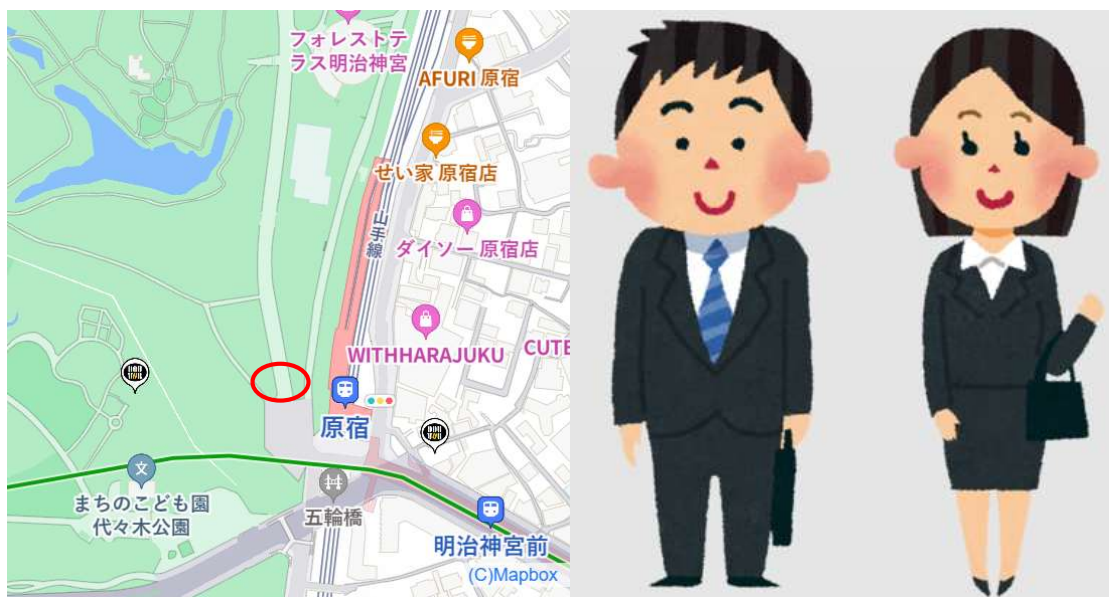 フォレストテ
ラス明治神宮
AFURI 原宿
せい家 原宿店
山手線
ダイソー 原宿店
WITHHARAJUKU
CUTE
原宿
まちのこども園
代々木公園
文
五輪橋
明治神宮前
(C)Mapbox